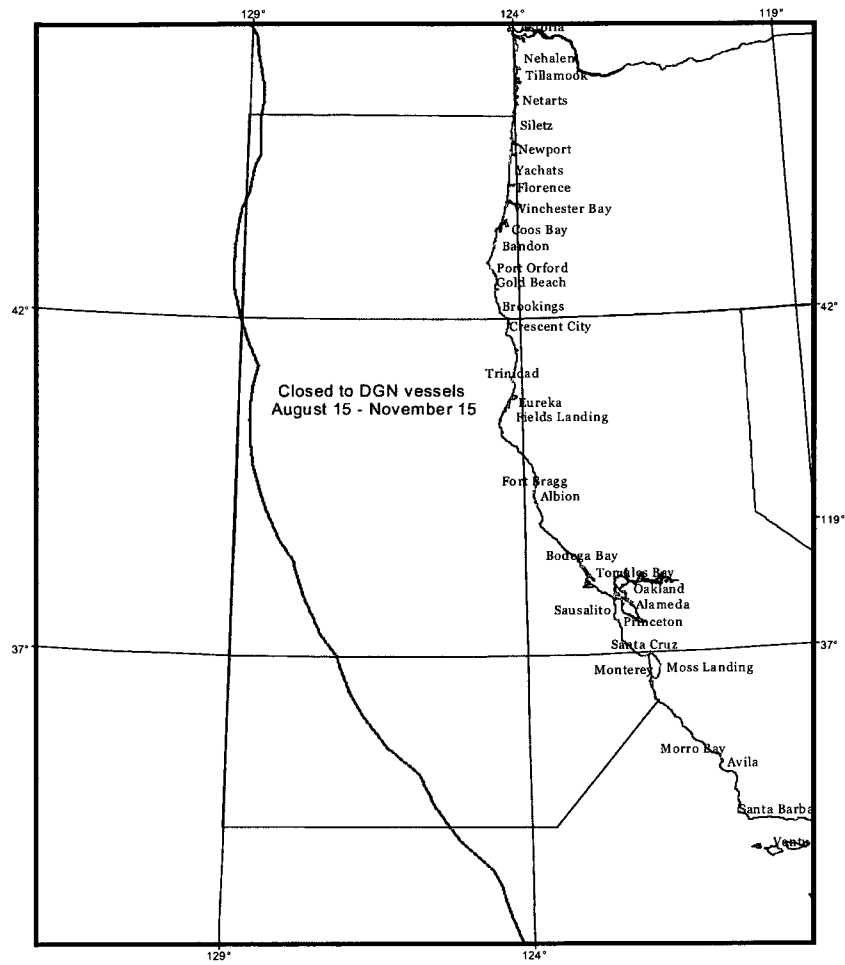 129°
124°
119°
Astoria
Nehalem
Tillamook
Netarts
Siletz
Newport
Yachats
Florence
Winchester Bay
Coos Bay
Bandon
Port Orford
Gold Beach
Brookings
42°
42°
Crescent City
Trinidad
Closed to DGN vessels
August 15 - November 15
Eureka
Fields Landing
Fort Bragg
Albion
119°
Bodega Bay
Tomales Bay
Oakland
Alameda
Sausalito
Princeton
37°
Santa Cruz
37°
Monterey
Moss Landing
Morro Bay
Avila
Santa Barba
Ventu
129°
124°